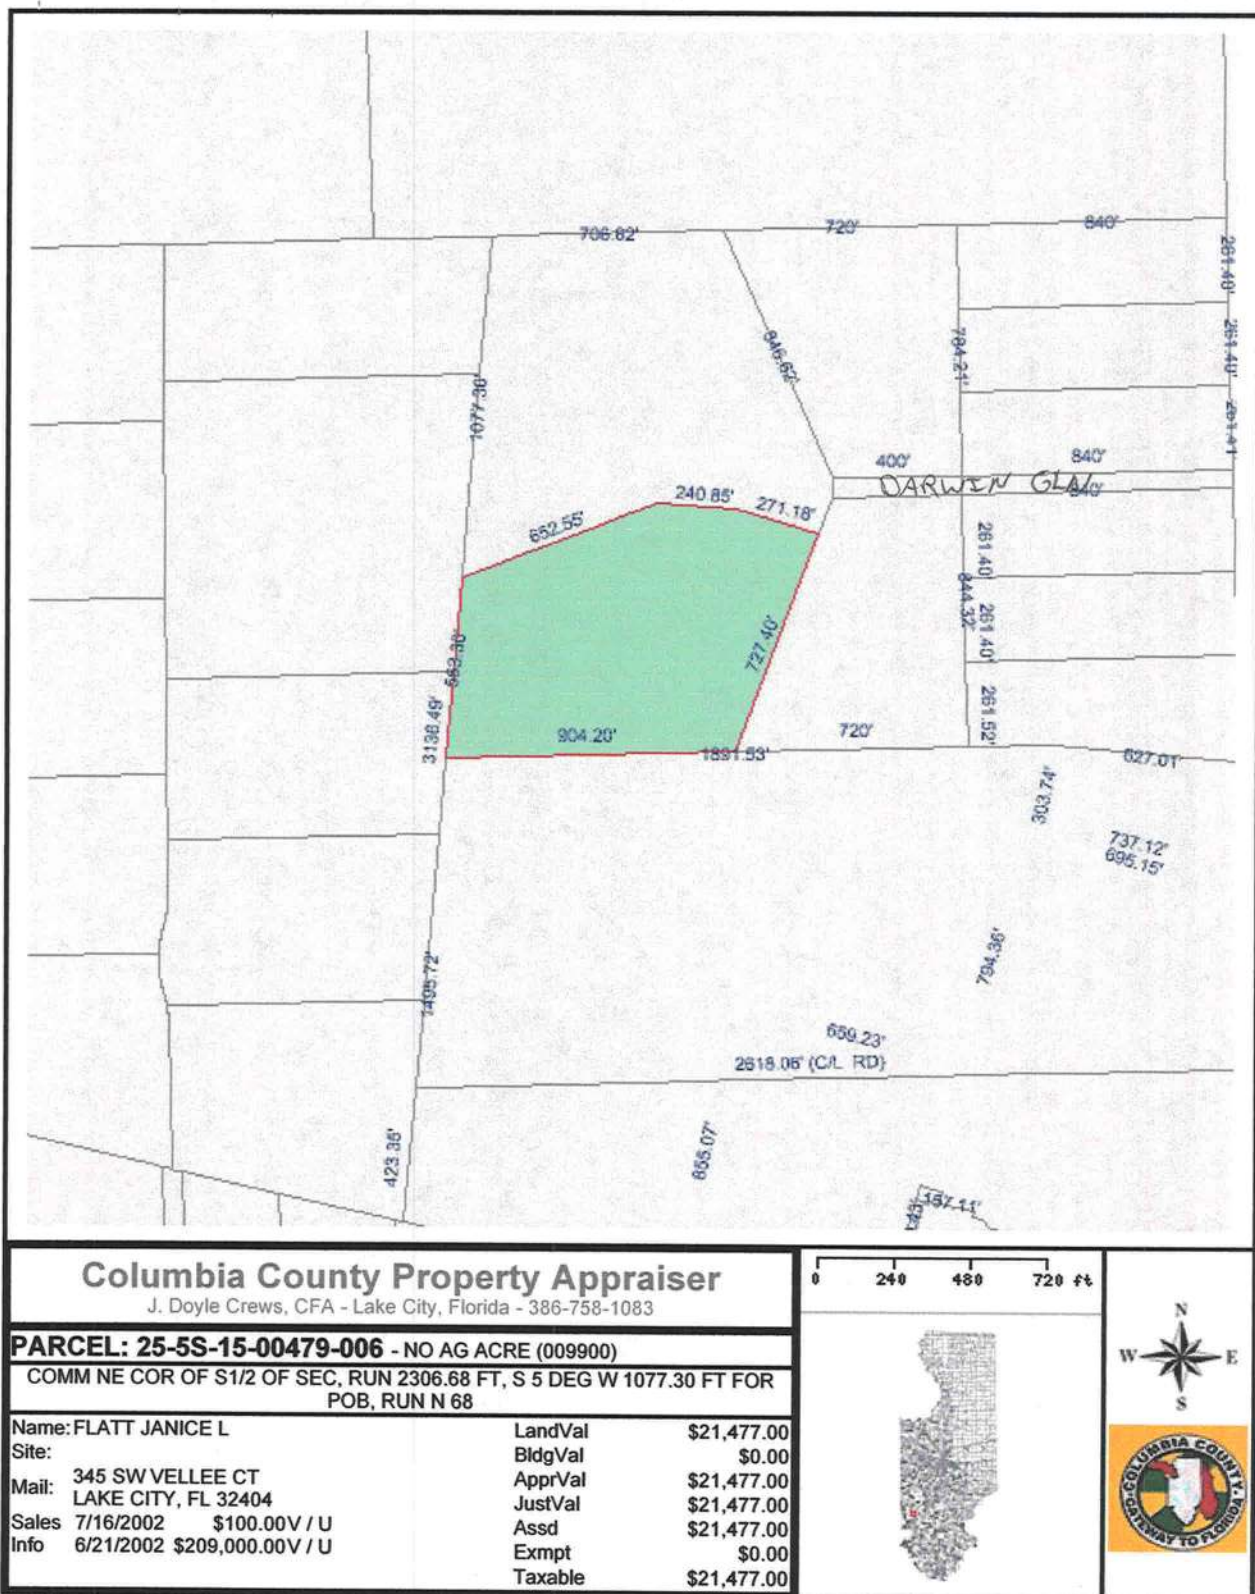 706.82'
720'
840'
261.40'
846.62'
784.21'
261.40'
1077.30'
261.41'
400'
840'
DARWIN GLN
840'
240.85'
271.18'
652.55'
261.40'
844.32'
727.40'
261.40'
3138.49'
904.20'
1891.53'
720'
261.52'
627.01'
303.74'
737.12'
695.15'
794.36'
1495.72'
659.23'
2618.06' (C/L RD)
423.36'
855.07'
157.11'
Columbia County Property Appraiser
J. Doyle Crews, CFA - Lake City, Florida - 386-758-1083
PARCEL: 25-5S-15-00479-006 - NO AG ACRE (009900)
COMM NE COR OF S1/2 OF SEC, RUN 2306.68 FT, S 5 DEG W 1077.30 FT FOR
POB, RUN N 68
Name: FLATT JANICE L
Site:
Mail: 345 SW VELLEE CT
LAKE CITY, FL 32404
Sales Info
7/16/2002 $100.00V / U
6/21/2002 $209,000.00V / U
LandVal $21,477.00
BldgVal $0.00
ApprVal $21,477.00
JustVal $21,477.00
Assd $21,477.00
Exmpt $0.00
Taxable $21,477.00
0 240 480 720 ft
N
W E
S
COLUMBIA COUNTY
GATEWAY TO FLORIDA